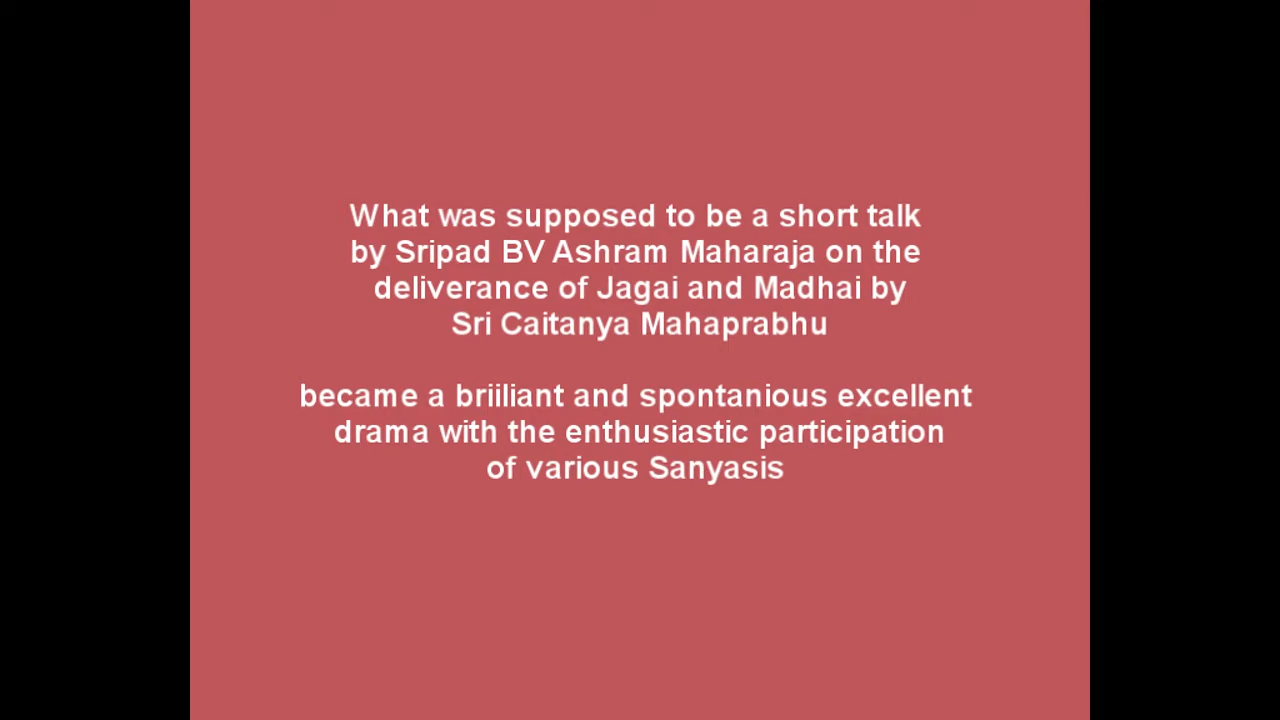 What was supposed to be a short talk
by Sripad BV Ashram Maharaja on the
deliverance of Jagai and Madhai by
Sri Caitanya Mahaprabhu
became a briiliant and spontanious excellent
drama with the enthusiastic participation
of various Sanyasis